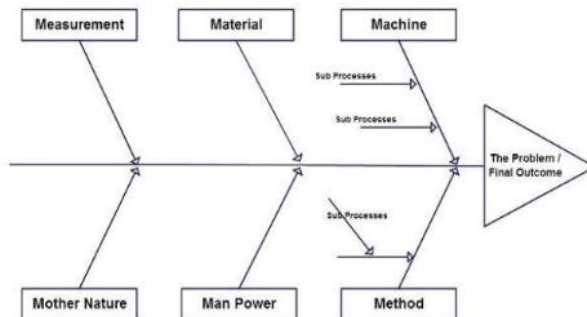 Measurement
Material
Machine
Sub Processes
Sub Processes
The Problem /
Final Outcome
Sub Processes
Mother Nature
Man Power
Method